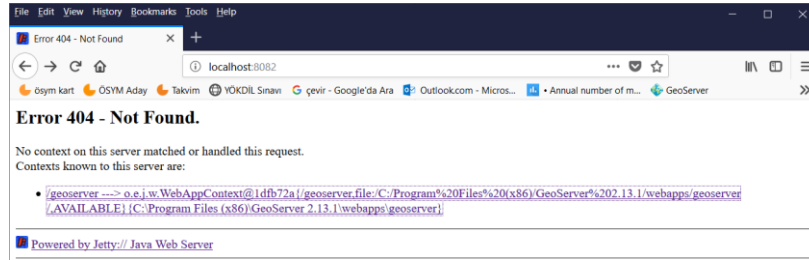 File Edit View History Bookmarks Tools Help
Error 404 - Not Found
localhost:8082
ösym kart ÖSYM Aday Takvim YÖKDİL Sınavı çevir - Google'da Ara Outlook.com - Micros... • Annual number of m... GeoServer
Error 404 - Not Found.
No context on this server matched or handled this request.
Contexts known to this server are:
• /geoserver ---> o.e.j.w.WebAppContext@1dfb72a{/geoserver,file:/C:/Program%20Files%20(x86)/GeoServer%202.13.1/webapps/geoserver
/,AVAILABLE}{C:\Program Files (x86)\GeoServer 2.13.1\webapps\geoserver}
Powered by Jetty:// Java Web Server